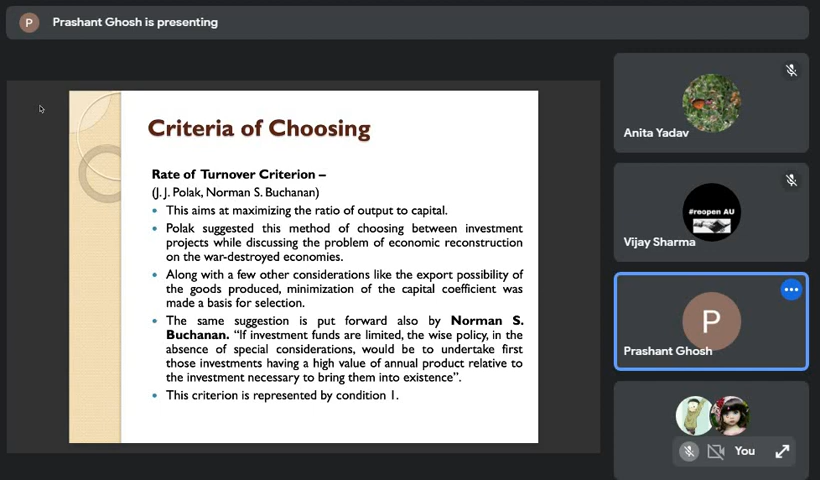 P Prashant Ghosh is presenting
Criteria of Choosing
Rate of Turnover Criterion –
(J. J. Polak, Norman S. Buchanan)
• This aims at maximizing the ratio of output to capital.
• Polak suggested this method of choosing between investment
projects while discussing the problem of economic reconstruction
on the war-destroyed economies.
• Along with a few other considerations like the export possibility of
the goods produced, minimization of the capital coefficient was
made a basis for selection.
• The same suggestion is put forward also by Norman S.
Buchanan. “If investment funds are limited, the wise policy, in the
absence of special considerations, would be to undertake first
those investments having a high value of annual product relative to
the investment necessary to bring them into existence”.
• This criterion is represented by condition 1.
Anita Yadav
#reopen AU
Vijay Sharma
P
Prashant Ghosh
You